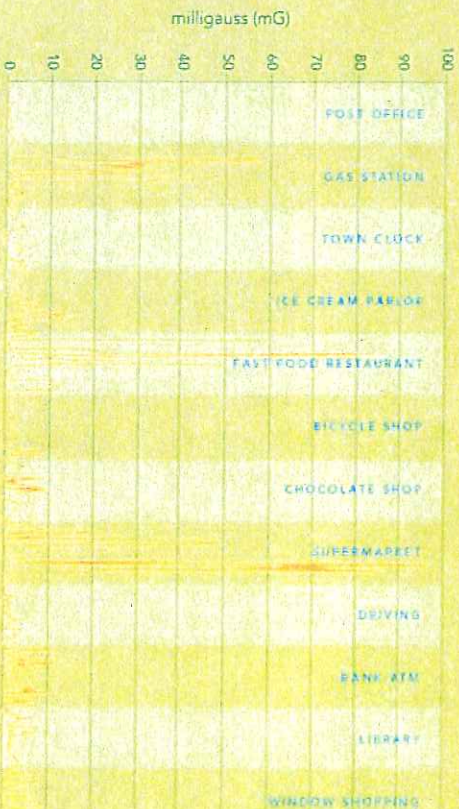 milligauss (mG)
0 10 20 30 40 50 60 70 80 90 100
POST OFFICE
GAS STATION
TOWN CLOCK
ICE CREAM PARLOR
FAST FOOD RESTAURANT
BICYCLE SHOP
CHOCOLATE SHOP
SUPERMARKET
DRIVING
BANK ATM
LIBRARY
WINDOW SHOPPING